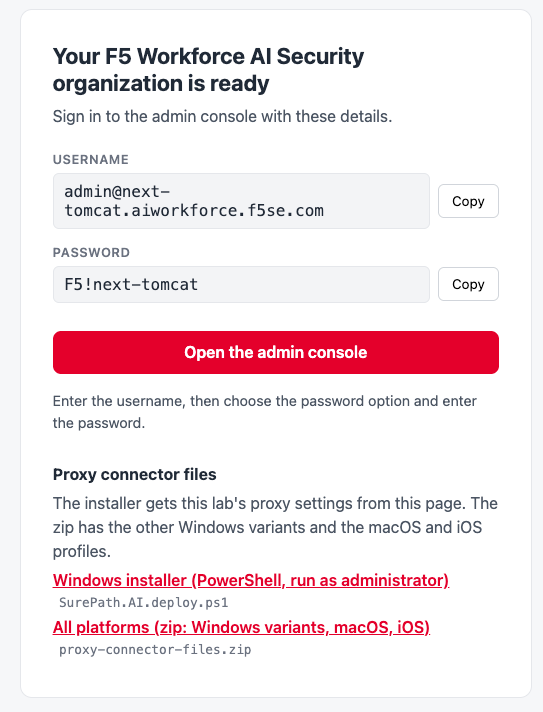 Your F5 Workforce AI Security
organization is ready
Sign in to the admin console with these details.
USERNAME
admin@next-
tomcat.aiworkforce.f5se.com
Copy
PASSWORD
F5!next-tomcat
Copy
Open the admin console
Enter the username, then choose the password option and enter
the password.
Proxy connector files
The installer gets this lab's proxy settings from this page. The
zip has the other Windows variants and the macOS and iOS
profiles.
Windows installer (PowerShell, run as administrator)
SurePath.AI.deploy.ps1
All platforms (zip: Windows variants, macOS, iOS)
proxy-connector-files.zip